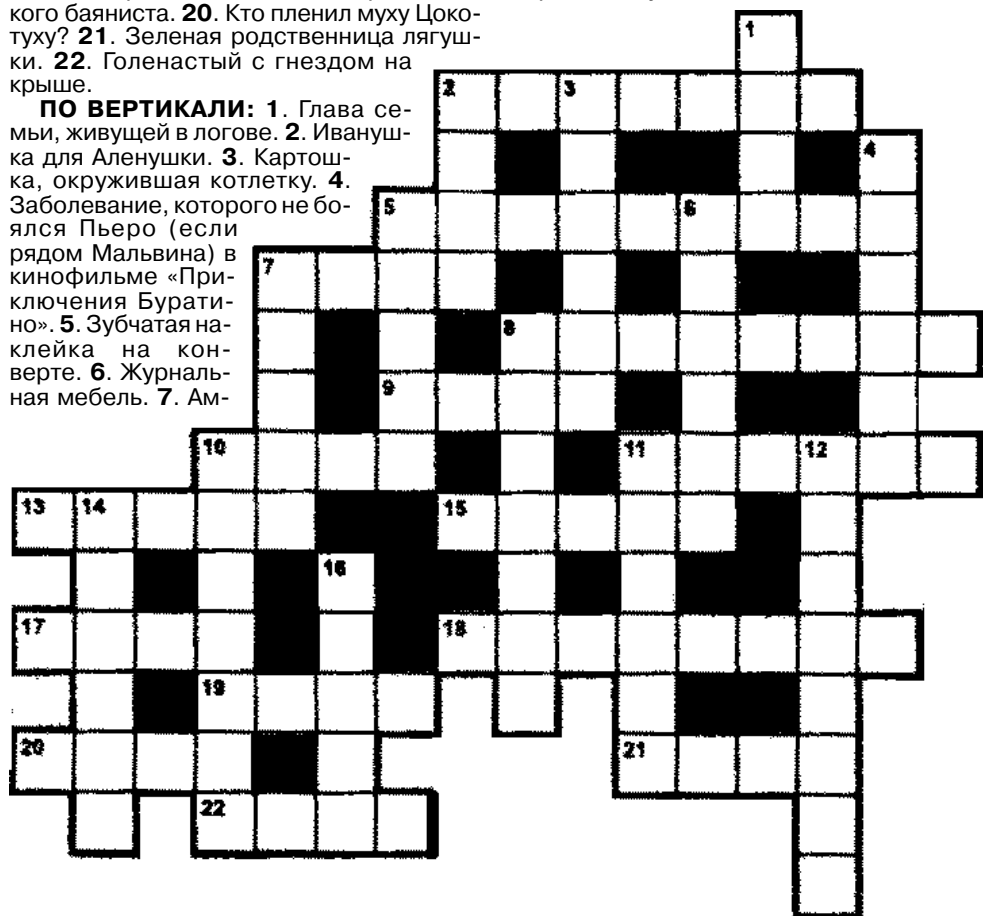 кого баяниста. 20. Кто пленил муху Цоко-
туху? 21. Зеленая родственница лягуш-
ки. 22. Голенастый с гнездом на
крыше.
ПО ВЕРТИКАЛИ: 1. Глава се-
мьи, живущей в логове. 2. Ивануш-
ка для Аленушки. 3. Картош-
ка, окружившая котлетку. 4.
Заболевание, которого не бо-
ялся Пьеро (если
рядом Мальвина) в
кинофильме «При-
ключения Бурати-
но». 5. Зубчатая на-
клейка на кон-
верте. 6. Журналь-
ная мебель. 7. Ам-
1
2 3
4
5 6
7
8
9
10 11 12
13 14 15
16
17 18
19
20 21
22